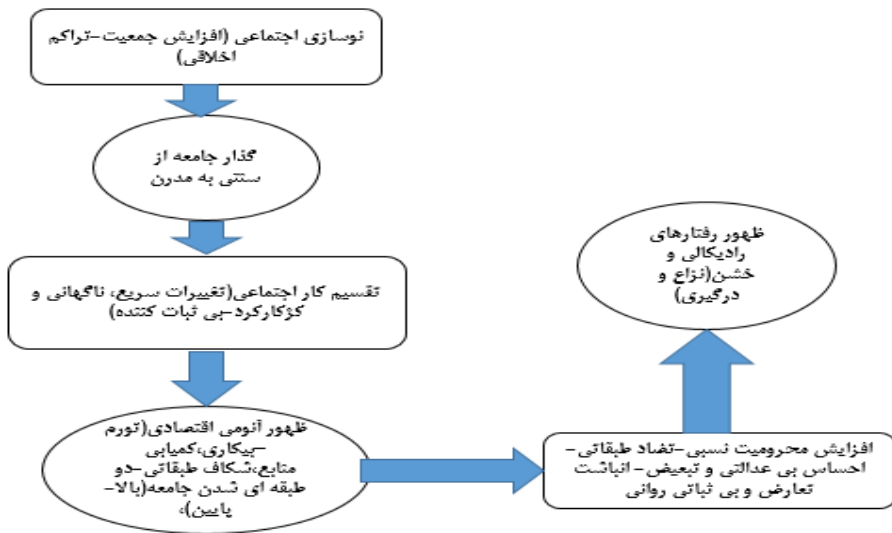 نوسازی اجتماعی (افزایش جمعیت-تراکم
اخلاقی)
گذار جامعه از
سنتی به مدرن
تقسیم کار اجتماعی(تغییرات سریع، ناگهانی و
کژکارکرد-بی ثبات کننده)
ظهور آنومی اقتصادی(تورم
-بیکاری،کمیابی
منابع،شکاف طبقاتی-دو
طبقه ای شدن جامعه(بالا-
پایین)،
افزایش محرومیت نسبی-تضاد طبقاتی-
احساس بی عدالتی و تبعیض- انباشت
تعارض و بی ثباتی روانی
ظهور رفتارهای
رادیکالی و
خشن(نزاع و
درگیری)